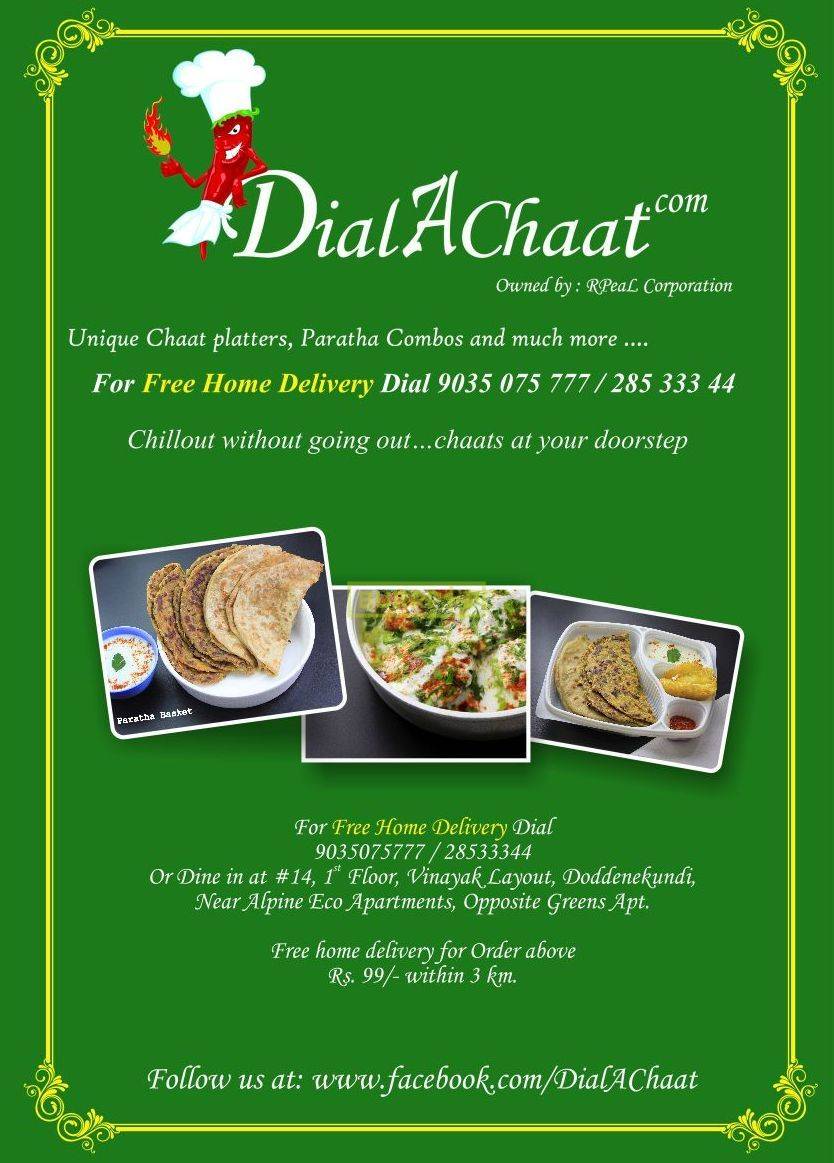 DialAChaat.com
Owned by : RPeaL Corporation
Unique Chaat platters, Paratha Combos and much more ....
For Free Home Delivery Dial 9035 075 777 / 285 333 44
Chillout without going out...chaats at your doorstep
Paratha Basket
For Free Home Delivery Dial
9035075777 / 28533344
Or Dine in at #14, 1st Floor, Vinayak Layout, Doddenekundi,
Near Alpine Eco Apartments, Opposite Greens Apt.
Free home delivery for Order above
Rs. 99/- within 3 km.
Follow us at: www.facebook.com/DialAChaat